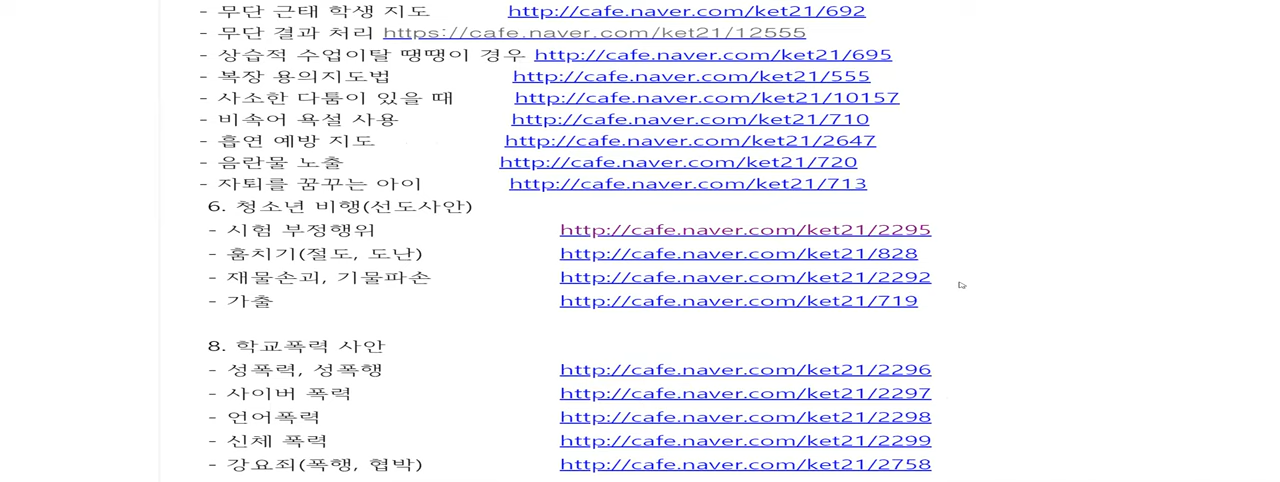 - 무단 근태 학생 지도 http://cafe.naver.com/ket21/692
- 무단 결과 처리 https://cafe.naver.com/ket21/12555
- 상습적 수업이탈 땡땡이 경우 http://cafe.naver.com/ket21/695
- 복장 용의지도법 http://cafe.naver.com/ket21/555
- 사소한 다툼이 있을 때 http://cafe.naver.com/ket21/10157
- 비속어 욕설 사용 http://cafe.naver.com/ket21/710
- 흡연 예방 지도 http://cafe.naver.com/ket21/2647
- 음란물 노출 http://cafe.naver.com/ket21/720
- 자퇴를 꿈꾸는 아이 http://cafe.naver.com/ket21/713
6. 청소년 비행(선도사안)
- 시험 부정행위 http://cafe.naver.com/ket21/2295
- 훔치기(절도, 도난) http://cafe.naver.com/ket21/828
- 재물손괴, 기물파손 http://cafe.naver.com/ket21/2292
- 가출 http://cafe.naver.com/ket21/719
8. 학교폭력 사안
- 성폭력, 성폭행 http://cafe.naver.com/ket21/2296
- 사이버 폭력 http://cafe.naver.com/ket21/2297
- 언어폭력 http://cafe.naver.com/ket21/2298
- 신체 폭력 http://cafe.naver.com/ket21/2299
- 강요죄(폭행, 협박) http://cafe.naver.com/ket21/2758